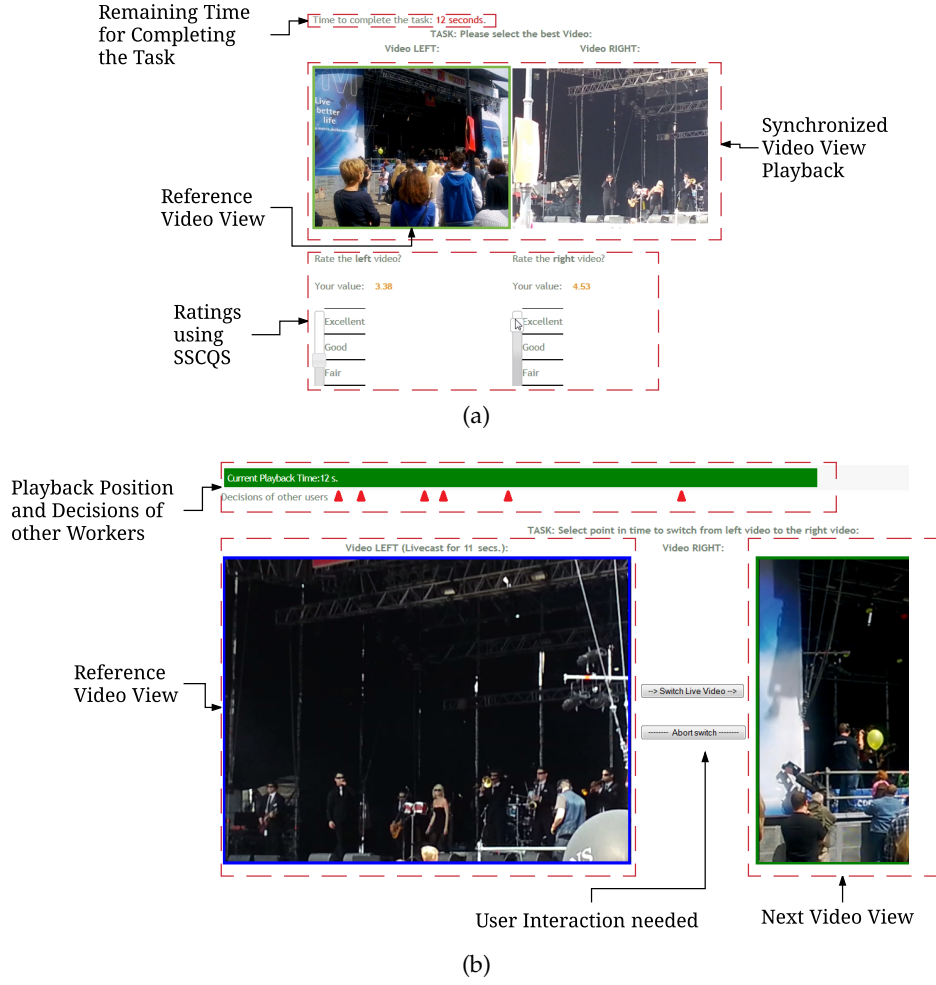 Remaining Time
for Completing
the Task
Time to complete the task: 12 seconds.
TASK: Please select the best Video:
Video LEFT:
Video RIGHT:
Live
better
life
Synchronized
Video View
Playback
Reference
Video View
Rate the left video?
Rate the right video?
Your value: 3.38
Your value: 4.53
Ratings
using
SSCQS
Excellent
Good
Fair
Excellent
Good
Fair
(a)
Playback Position
and Decisions of
other Workers
Current Playback Time:12 s.
Decisions of other users
TASK: Select point in time to switch from left video to the right video:
Video LEFT (Livecast for 11 secs.):
Video RIGHT:
Reference
Video View
--> Switch Live Video -->
-------- Abort switch --------
User Interaction needed
Next Video View
(b)